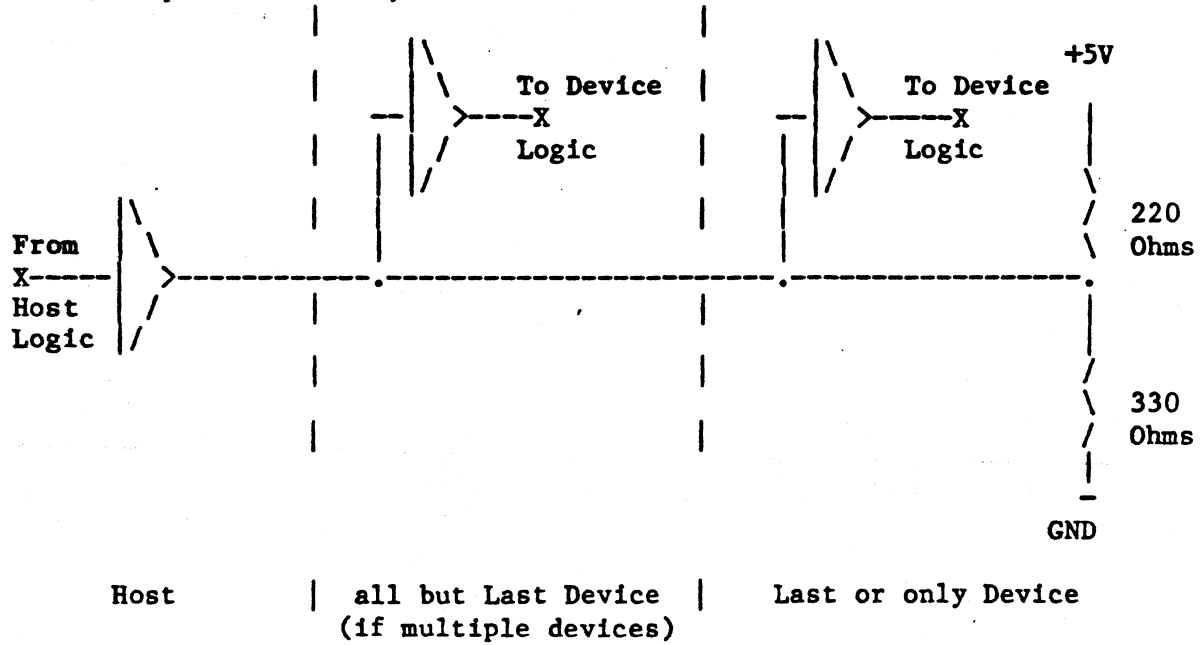 +5V
To Device
X
Logic
To Device
X
Logic
220
Ohms
From
X
Host
Logic
330
Ohms
GND
Host
all but Last Device
(if multiple devices)
Last or only Device